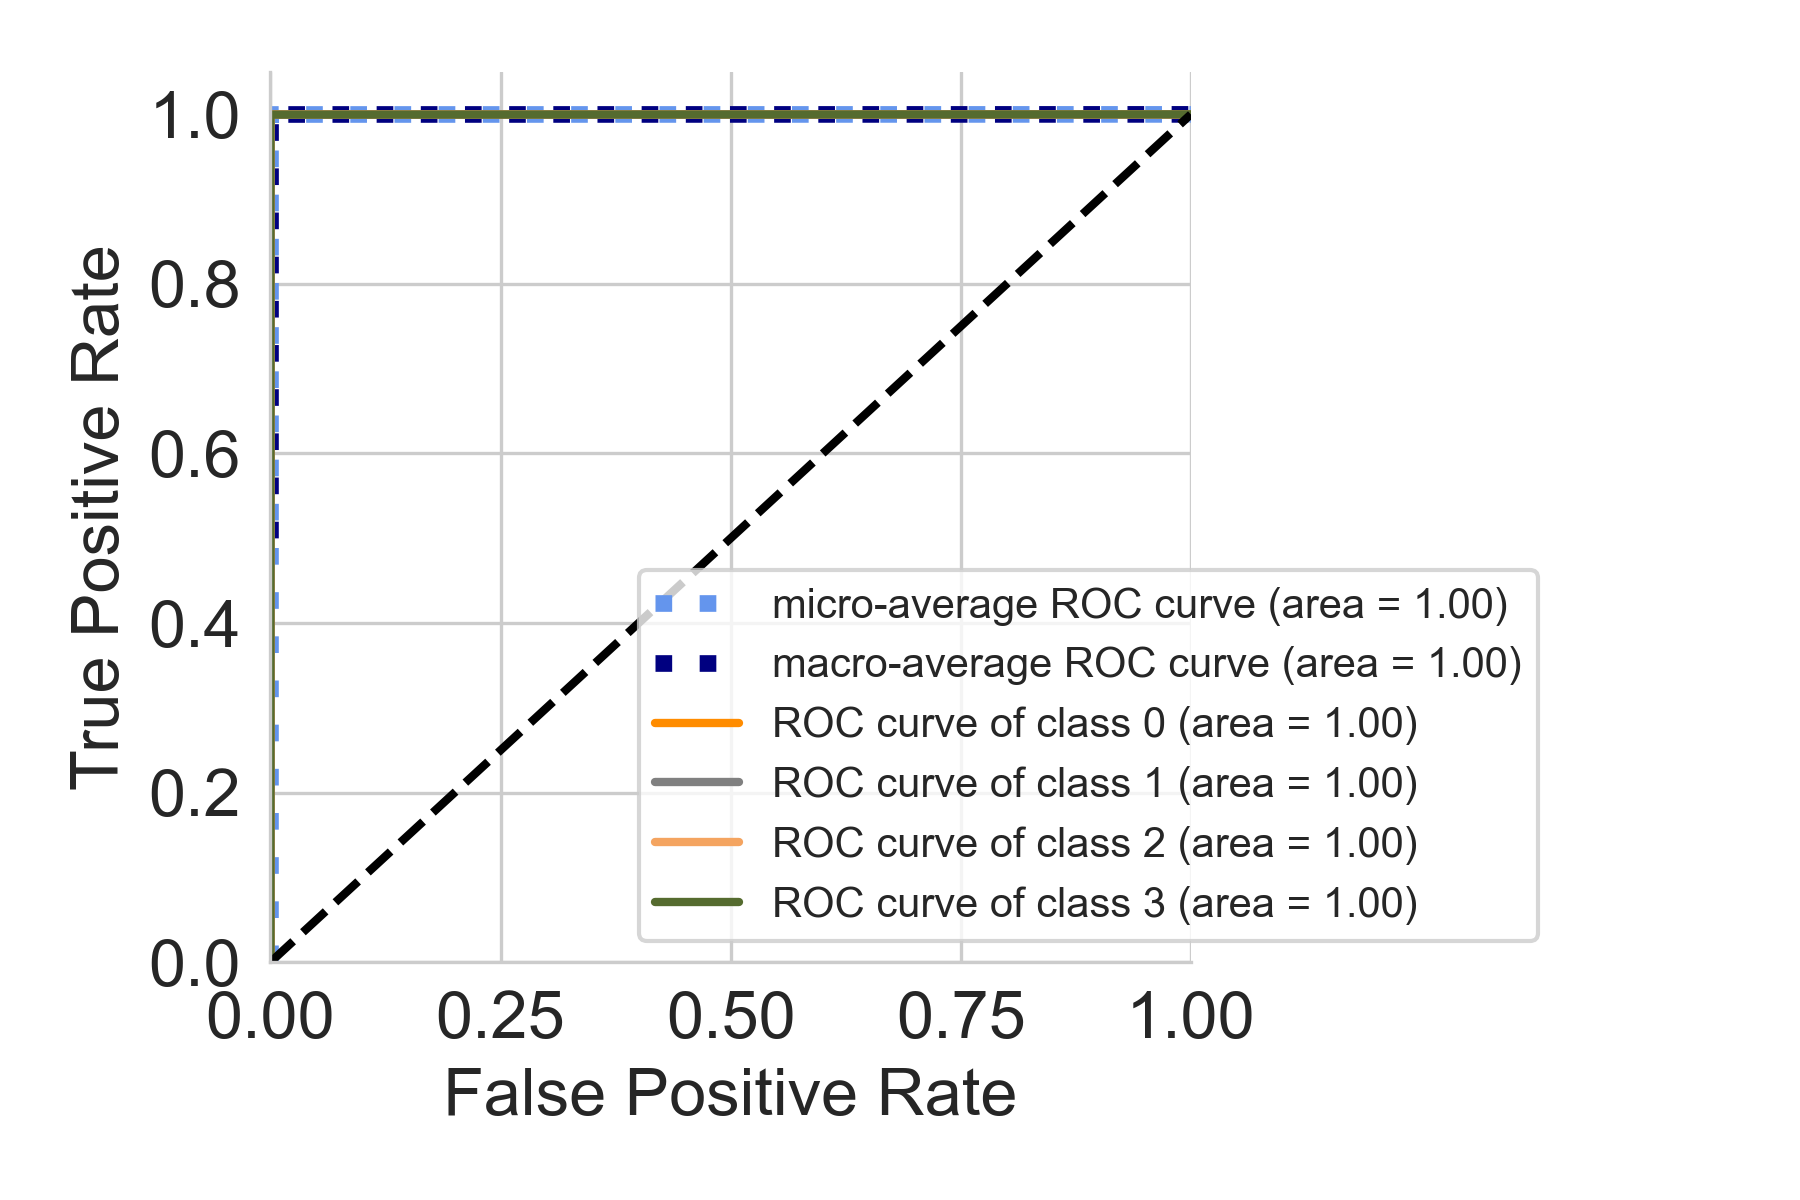 1.0
0.8
0.6
0.4
0.2
0.0
True Positive Rate
micro-average ROC curve (area = 1.00)
macro-average ROC curve (area = 1.00)
ROC curve of class 0 (area = 1.00)
ROC curve of class 1 (area = 1.00)
ROC curve of class 2 (area = 1.00)
ROC curve of class 3 (area = 1.00)
0.00 0.25 0.50 0.75 1.00
False Positive Rate